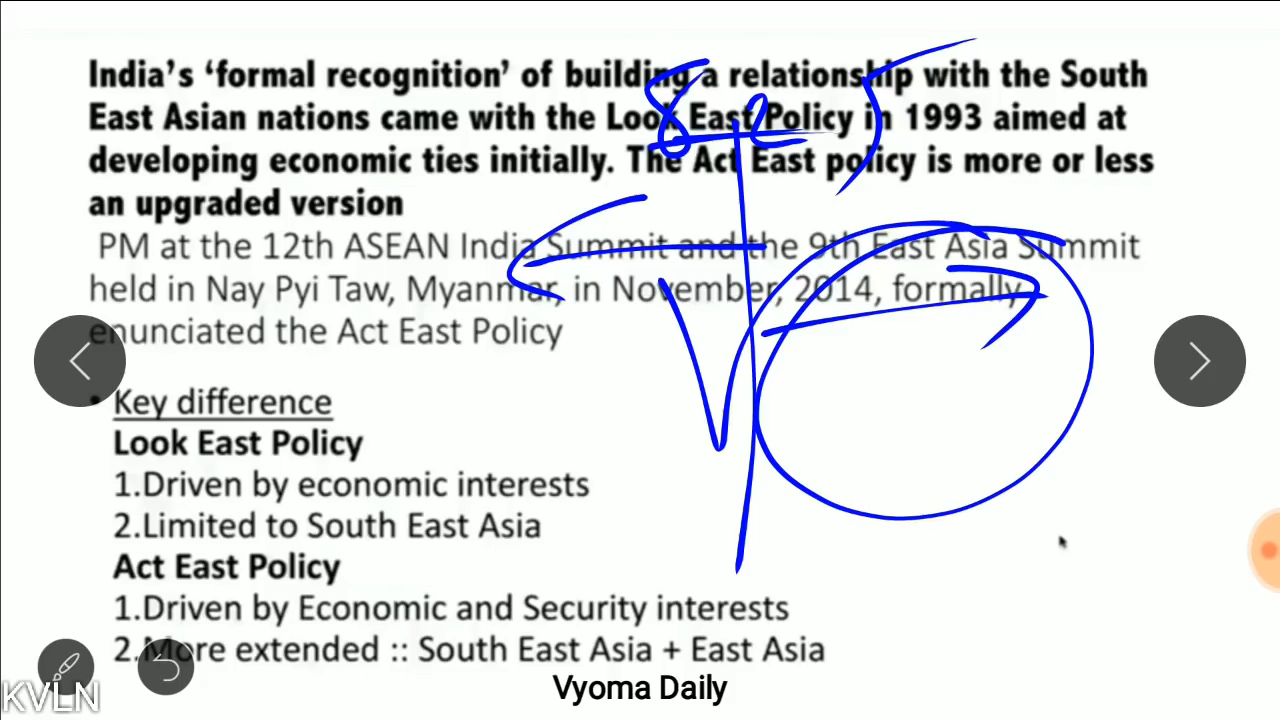 India's 'formal recognition' of building a relationship with the South
East Asian nations came with the Look East Policy in 1993 aimed at
developing economic ties initially. The Act East policy is more or less
an upgraded version
PM at the 12th ASEAN India Summit and the 9th East Asia Summit
held in Nay Pyi Taw, Myanmar, in November, 2014, formally
enunciated the Act East Policy
• Key difference
Look East Policy
1.Driven by economic interests
2.Limited to South East Asia
Act East Policy
1.Driven by Economic and Security interests
2.More extended :: South East Asia + East Asia
Vyoma Daily
KVLN